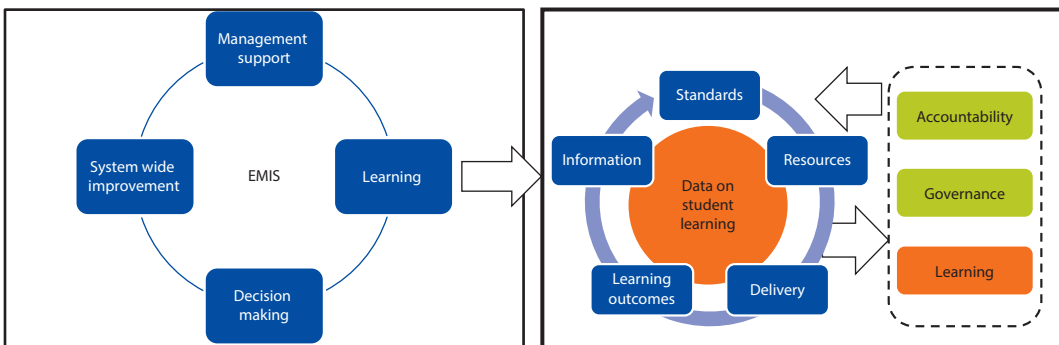 Management
support
System wide
improvement
EMIS
Learning
Decision
making
Standards
Information
Resources
Data on
student
learning
Learning
outcomes
Delivery
Accountability
Governance
Learning